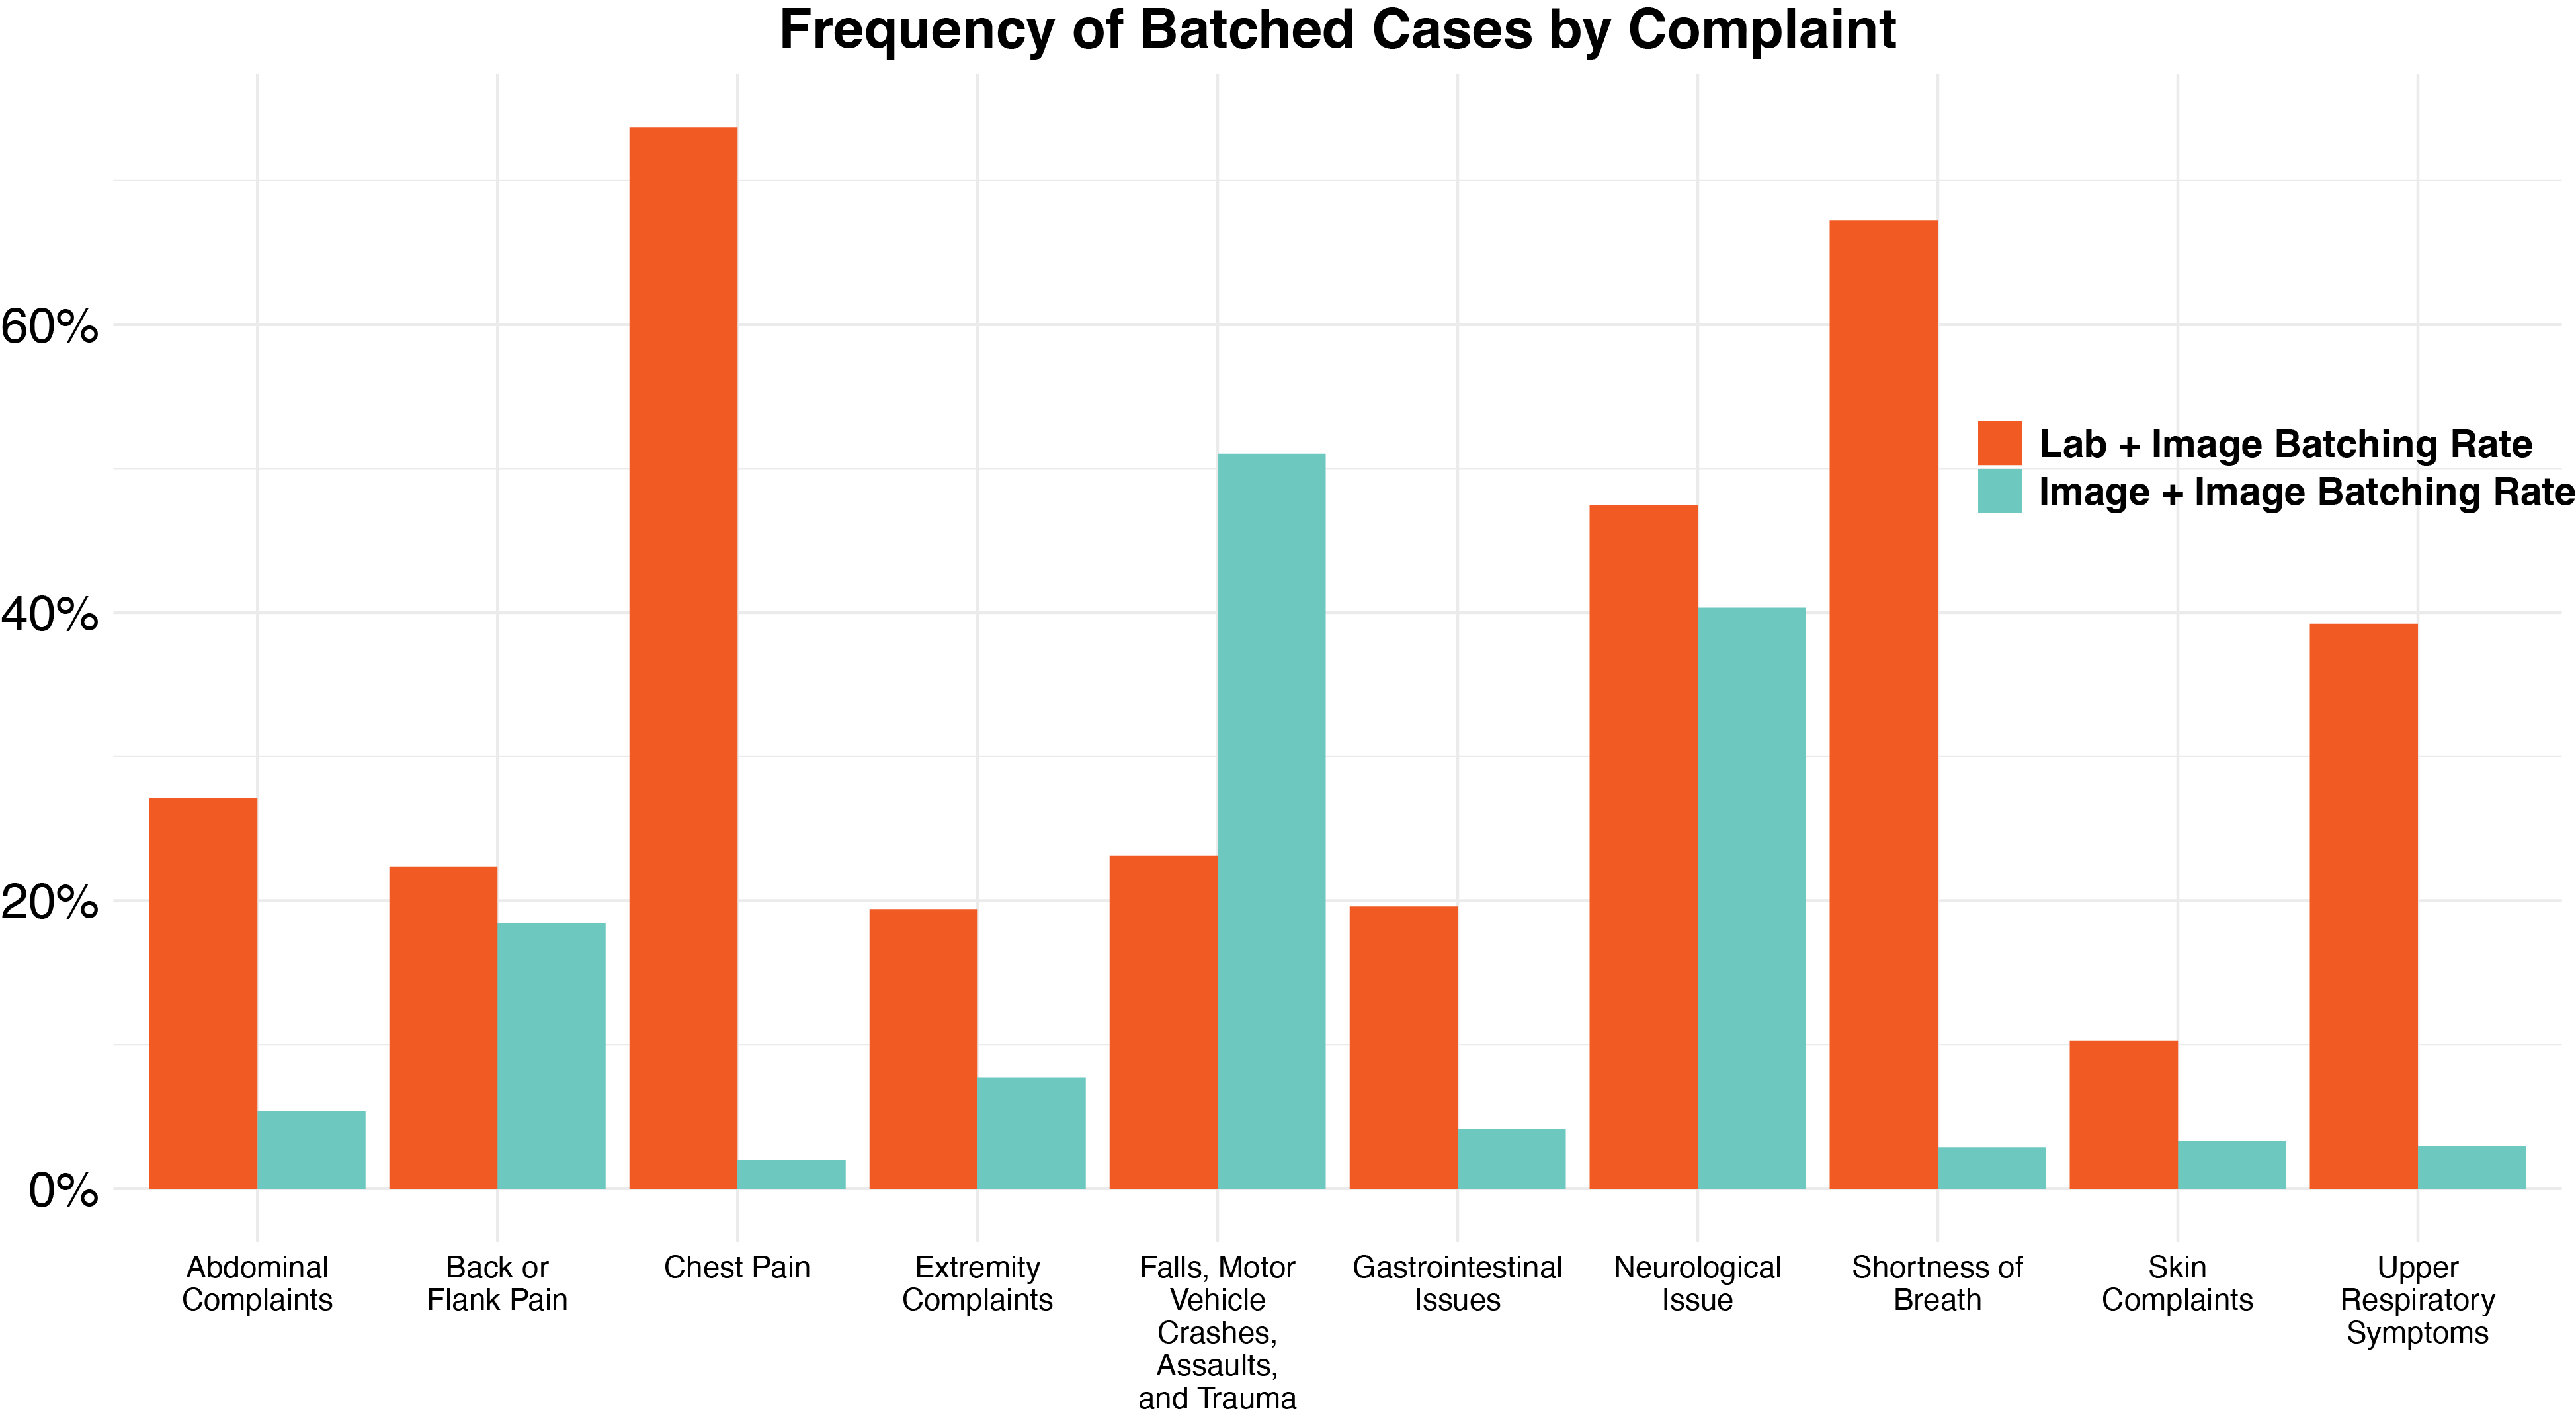 Frequency of Batched Cases by Complaint
60%
40%
20%
0%
Lab + Image Batching Rate
Image + Image Batching Rate
Abdominal
Complaints
Back or
Flank Pain
Chest Pain
Extremity
Complaints
Falls, Motor
Vehicle
Crashes,
Assaults,
and Trauma
Gastrointestinal
Issues
Neurological
Issue
Shortness of
Breath
Skin
Complaints
Upper
Respiratory
Symptoms